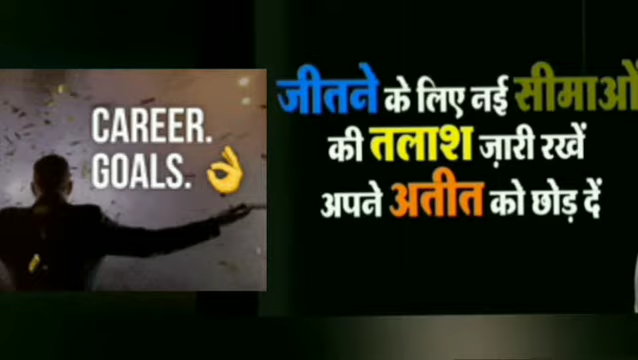 CAREER.
GOALS. 👌
जीतने के लिए नई सीमाओं
की तलाश ज़ारी रखें
अपने अतीत को छोड़ दें